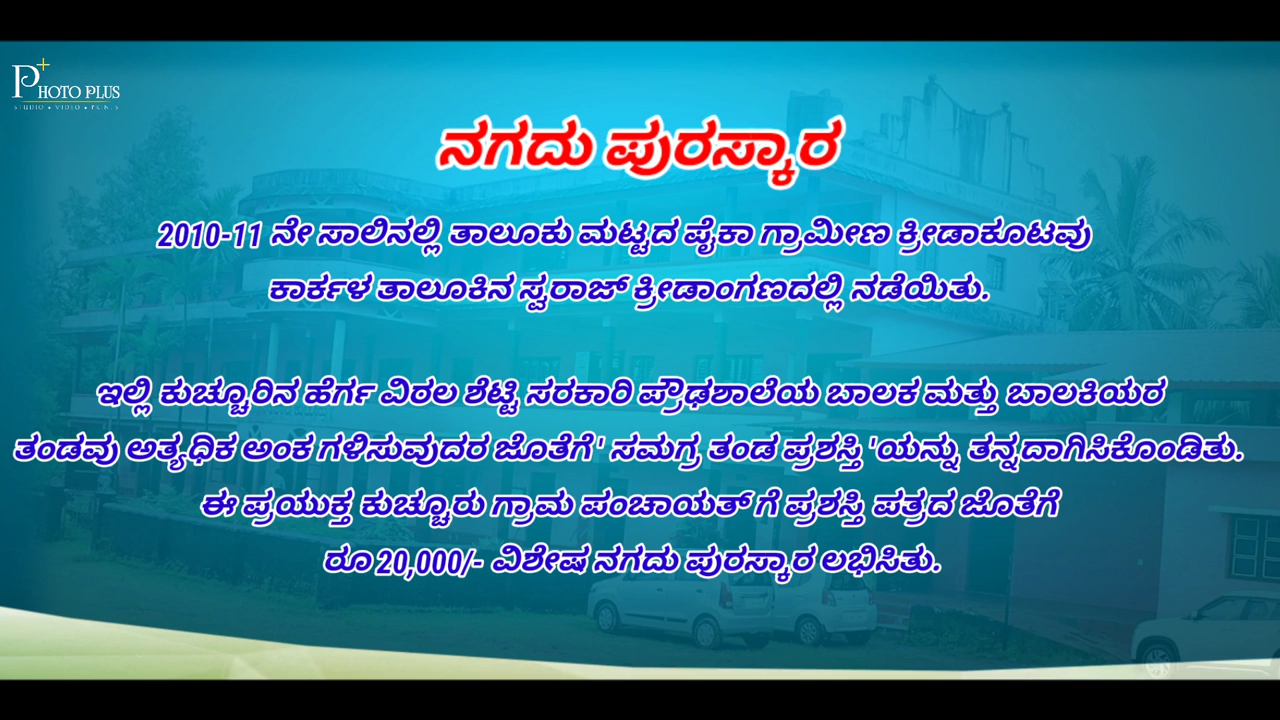 PHOTO PLUS
STUDIO • VIDEO • PRINTS
ನಗದು ಪುರಸ್ಕಾರ
2010-11 ನೇ ಸಾಲಿನಲ್ಲಿ ತಾಲೂಕು ಮಟ್ಟದ ಪೈಕಾ ಗ್ರಾಮೀಣ ಕ್ರೀಡಾಕೂಟವು
ಕಾರ್ಕಳ ತಾಲೂಕಿನ ಸ್ವರಾಜ್ ಕ್ರೀಡಾಂಗಣದಲ್ಲಿ ನಡೆಯಿತು.
ಇಲ್ಲಿ ಕುಚ್ಚೂರಿನ ಹೆರ್ಗ ವಿಠಲ ಶೆಟ್ಟಿ ಸರಕಾರಿ ಪ್ರೌಢಶಾಲೆಯ ಬಾಲಕ ಮತ್ತು ಬಾಲಕಿಯರ
ತಂಡವು ಅತ್ಯಧಿಕ ಅಂಕ ಗಳಿಸುವುದರ ಜೊತೆಗೆ ' ಸಮಗ್ರ ತಂಡ ಪ್ರಶಸ್ತಿ 'ಯನ್ನು ತನ್ನದಾಗಿಸಿಕೊಂಡಿತು.
ಈ ಪ್ರಯುಕ್ತ ಕುಚ್ಚೂರು ಗ್ರಾಮ ಪಂಚಾಯತ್ ಗೆ ಪ್ರಶಸ್ತಿ ಪತ್ರದ ಜೊತೆಗೆ
ರೂ 20,000/- ವಿಶೇಷ ನಗದು ಪುರಸ್ಕಾರ ಲಭಿಸಿತು.